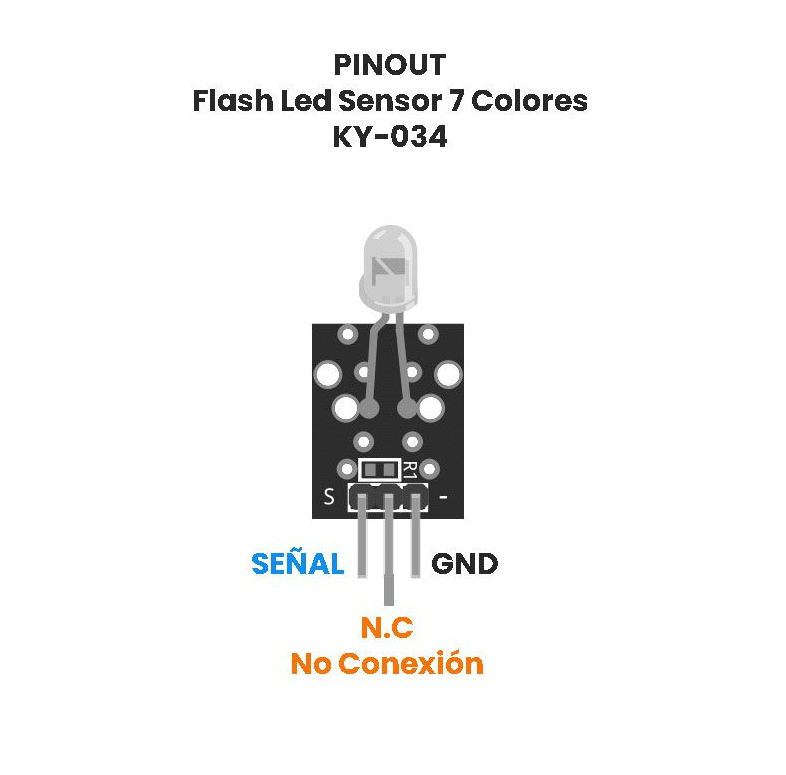 PINOUT
Flash Led Sensor 7 Colores
KY-034
R1
S -
SEÑAL GND
N.C
No Conexión